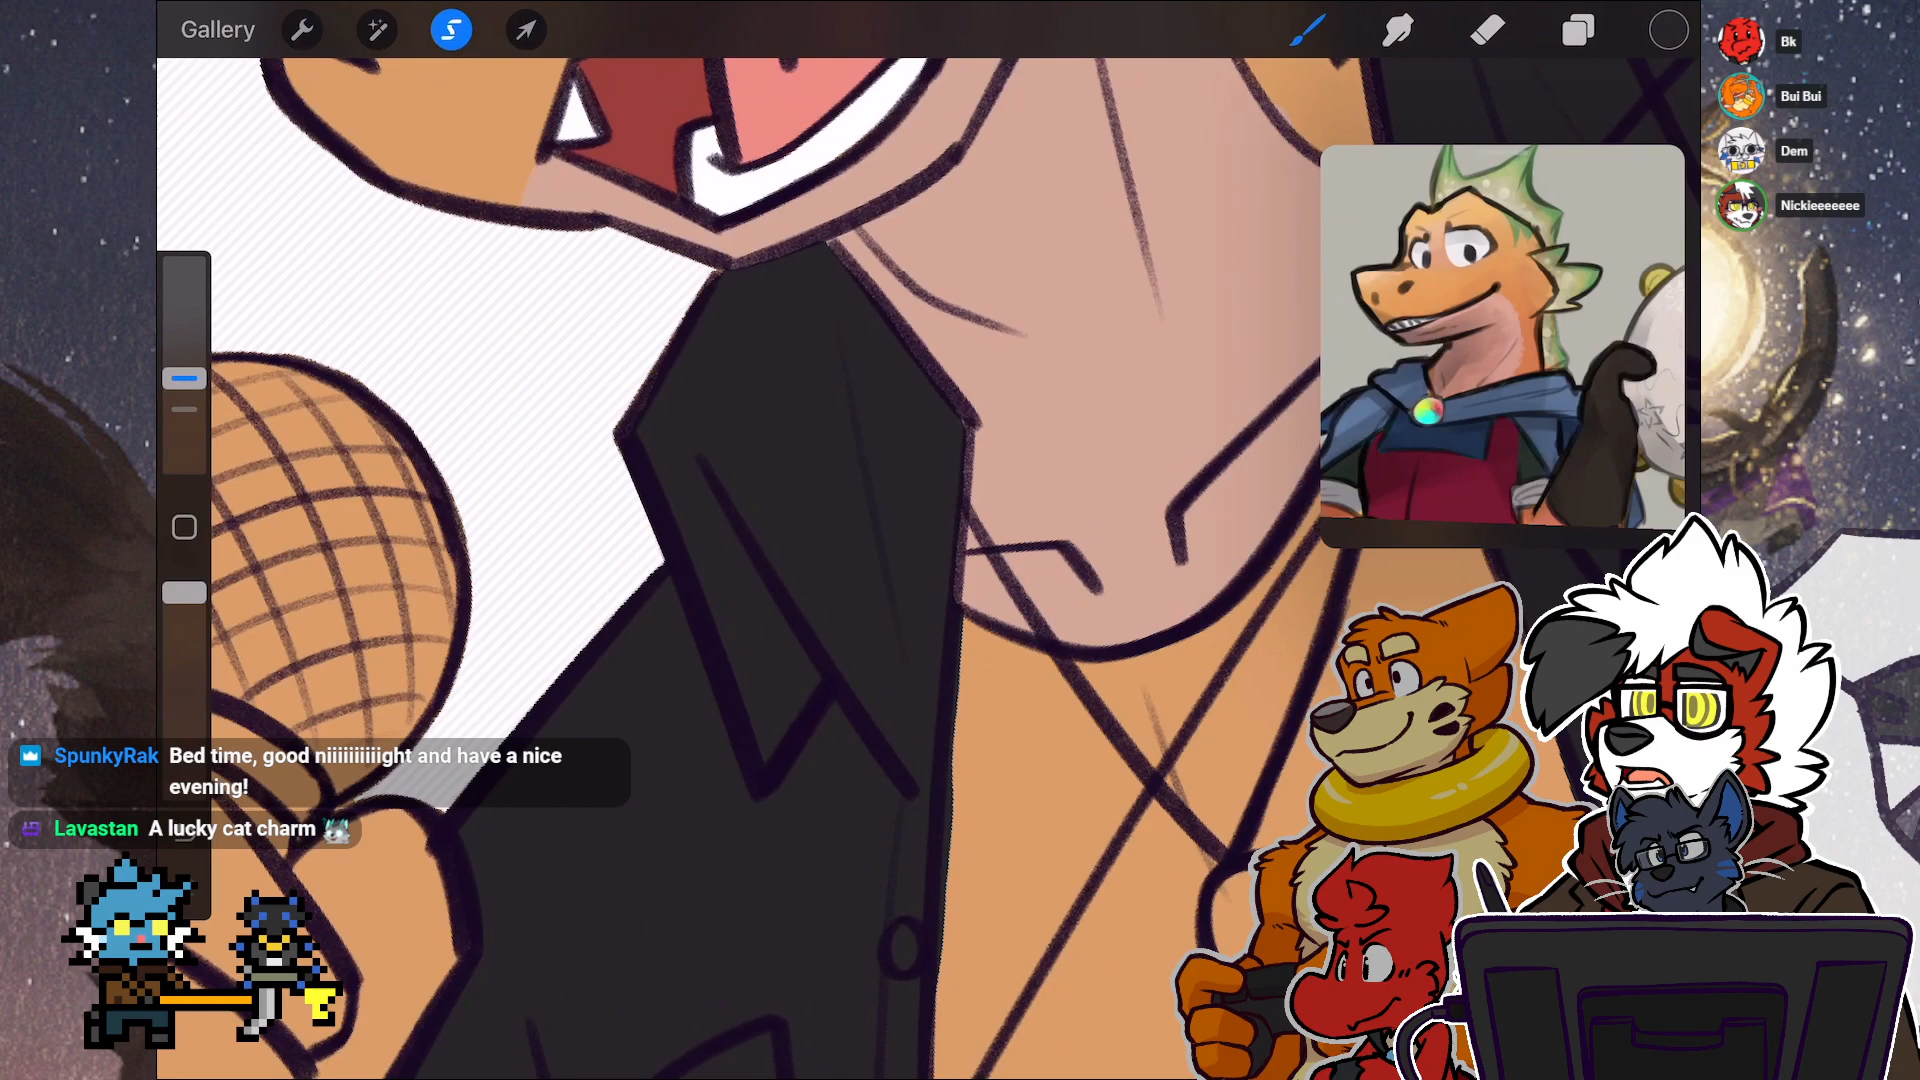 Gallery
Bk
Bui Bui
Dem
Nickieeeeeee
SpunkyRak Bed time, good niiiiiiiiiight and have a nice
evening!
Lavastan A lucky cat charm